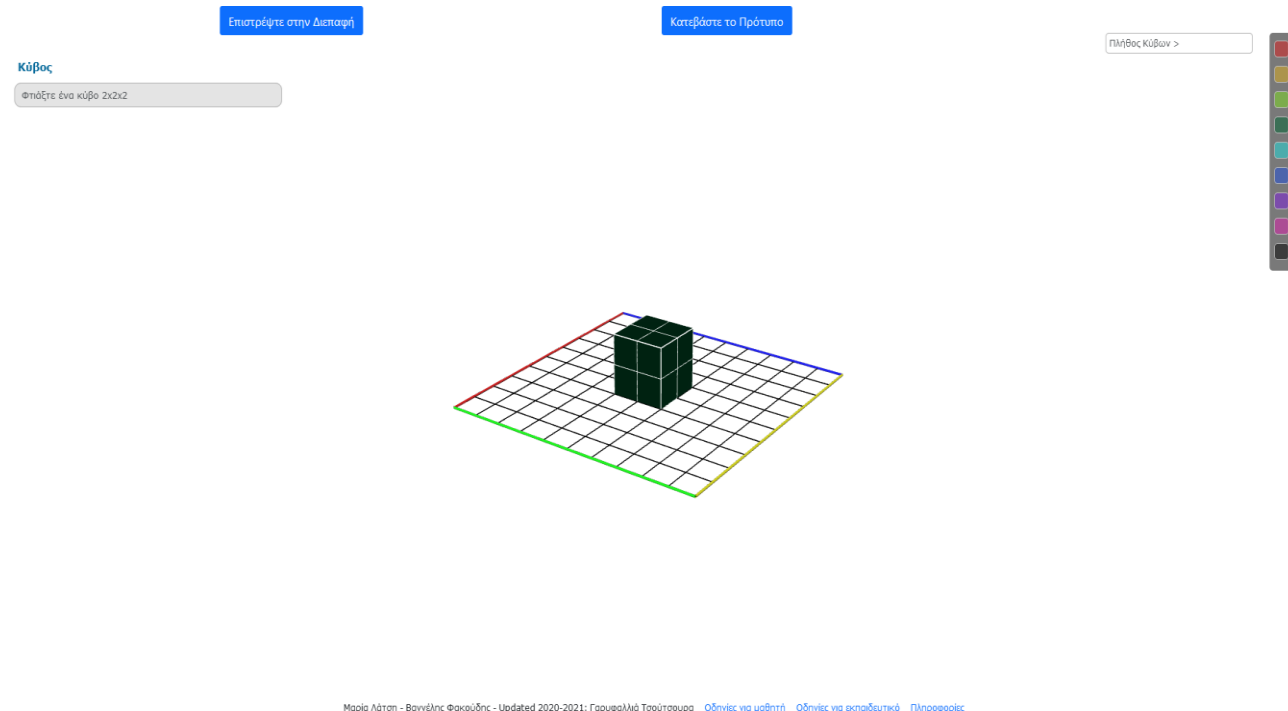 Επιστρέψτε στην Διεπαφή
Κατεβάστε το Πρότυπο
Πλήθος Κύβων >
Κύβος
Φτιάξτε ένα κύβο 2x2x2
Μαρία Λάτση - Βαγγέλης Φακούδης - Updated 2020-2021: Γαρυφαλλιά Τσούτσουρα Οδηγίες για μαθητή Οδηγίες για εκπαιδευτικό Πληροφορίες